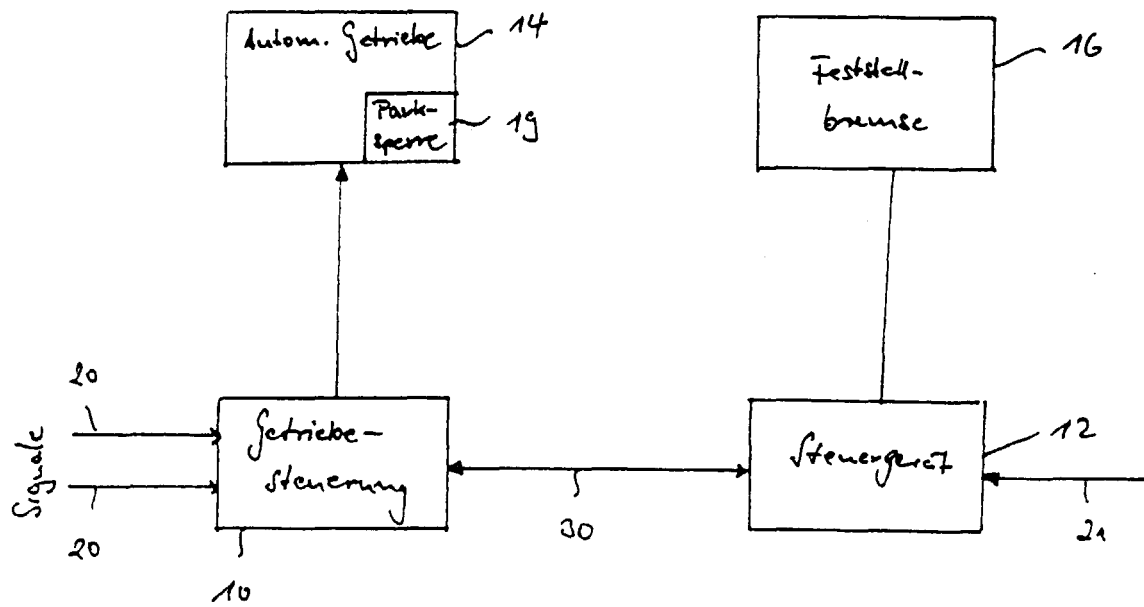 Autom. Getriebe
14
Park-
sperre
19
Feststell-
bremse
16
20
Signale
20
Getriebe-
steuerung
10
30
Steuergerät
12
21